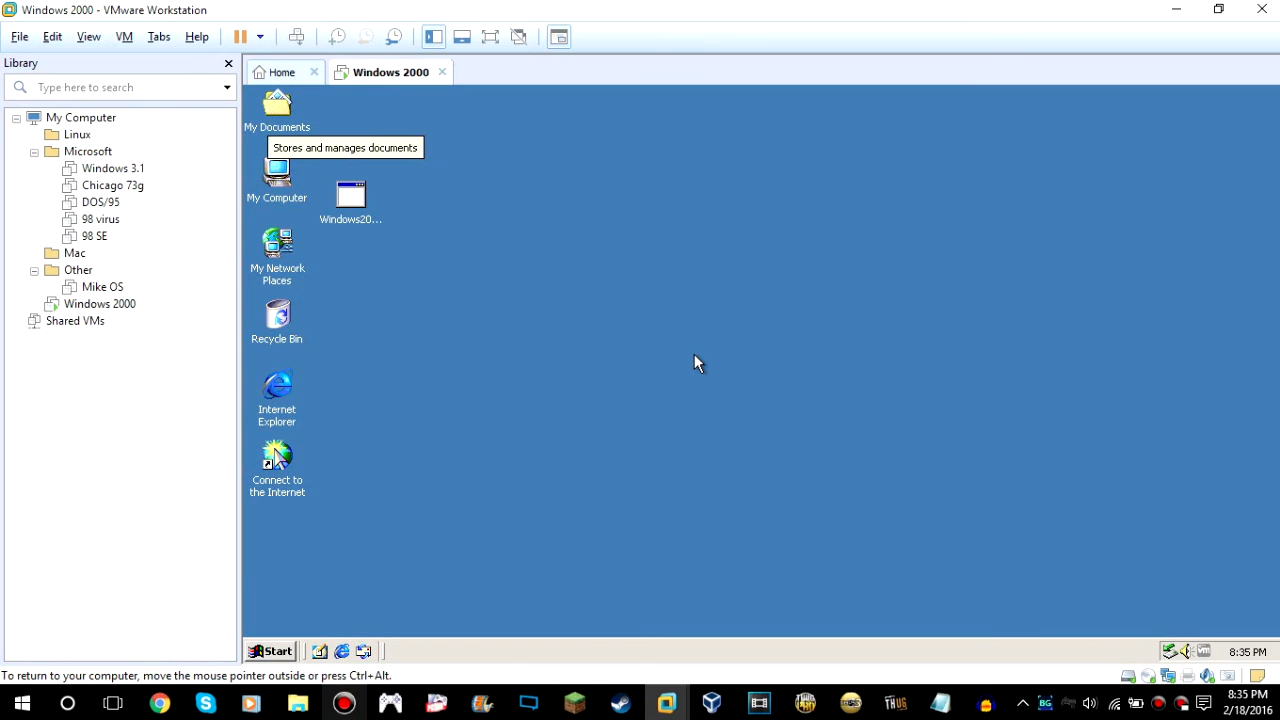 Windows 2000 - VMware Workstation
File Edit View VM Tabs Help
Library
Type here to search
My Computer
Linux
Microsoft
Windows 3.1
Chicago 73g
DOS/95
98 virus
98 SE
Mac
Other
Mike OS
Windows 2000
Shared VMs
Home
Windows 2000
My Documents
Stores and manages documents
My Computer
Windows20...
My Network
Places
Recycle Bin
Internet
Explorer
Connect to
the Internet
Start
vm
8:35 PM
To return to your computer, move the mouse pointer outside or press Ctrl+Alt.
THUG
BG
8:35 PM
2/18/2016